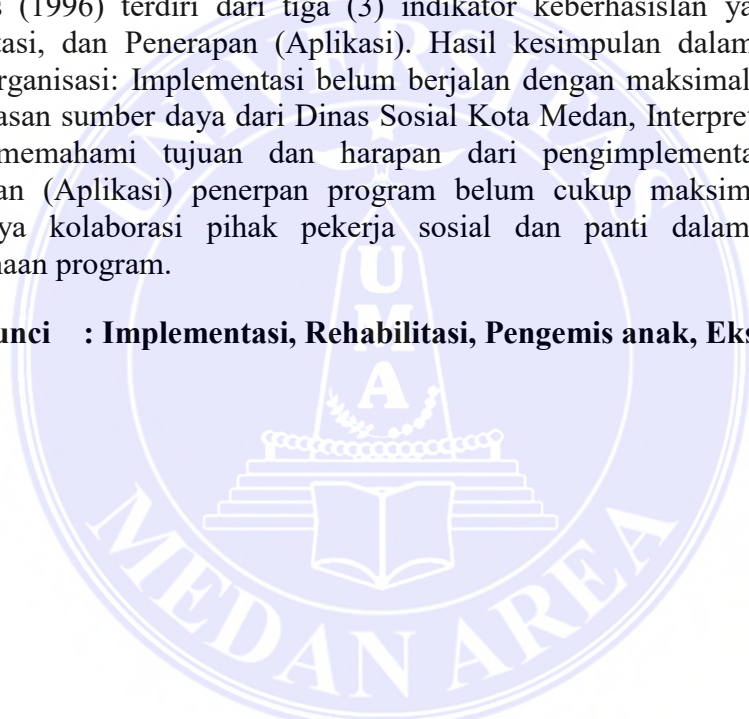 s (1996) terdiri dari tiga (3) indikator keberhasislan ya
tasi, dan Penerapan (Aplikasi). Hasil kesimpulan dalam
rganisasi: Implementasi belum berjalan dengan maksimal
asan sumber daya dari Dinas Sosial Kota Medan, Interpret
memahami tujuan dan harapan dari pengimplementa
an (Aplikasi) penerpan program belum cukup maksim
ya kolaborasi pihak pekerja sosial dan panti dalam
naan program.
unci : Implementasi, Rehabilitasi, Pengemis anak, Eks
UNIVERSITAS
UMA
MEDAN AREA